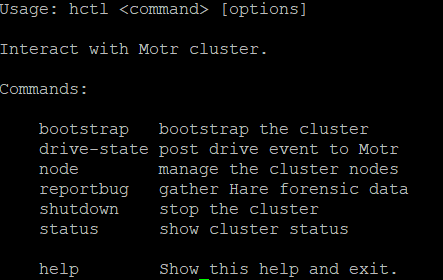 Usage: hctl <command> [options]
Interact with Motr cluster.
Commands:
bootstrap   bootstrap the cluster
drive-state post drive event to Motr
node        manage the cluster nodes
reportbug   gather Hare forensic data
shutdown    stop the cluster
status      show cluster status
help        Show this help and exit.